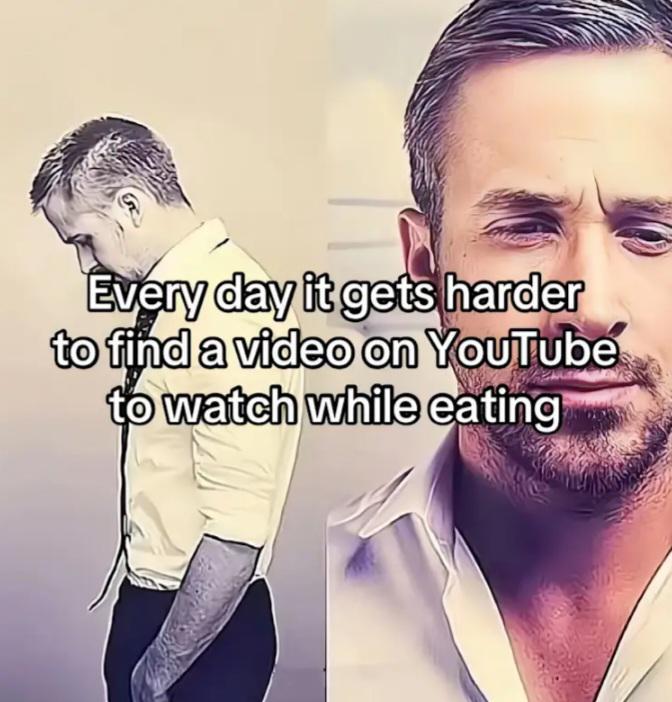 Every day it gets harder
to find a video on YouTube
to watch while eating